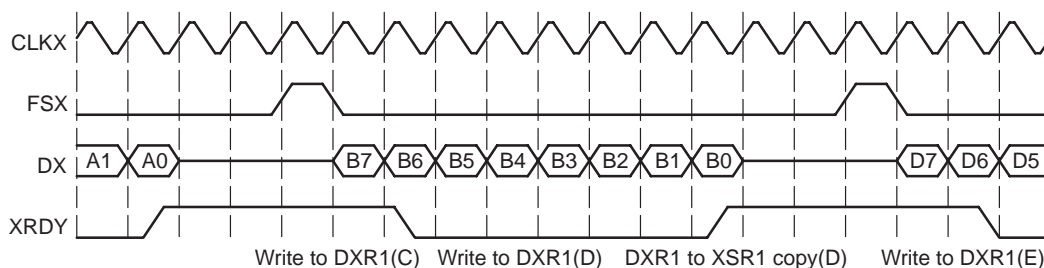 CLKX
FSX
DX A1 A0 B7 B6 B5 B4 B3 B2 B1 B0 D7 D6 D5
XRDY
Write to DXR1(C) Write to DXR1(D) DXR1 to XSR1 copy(D) Write to DXR1(E)